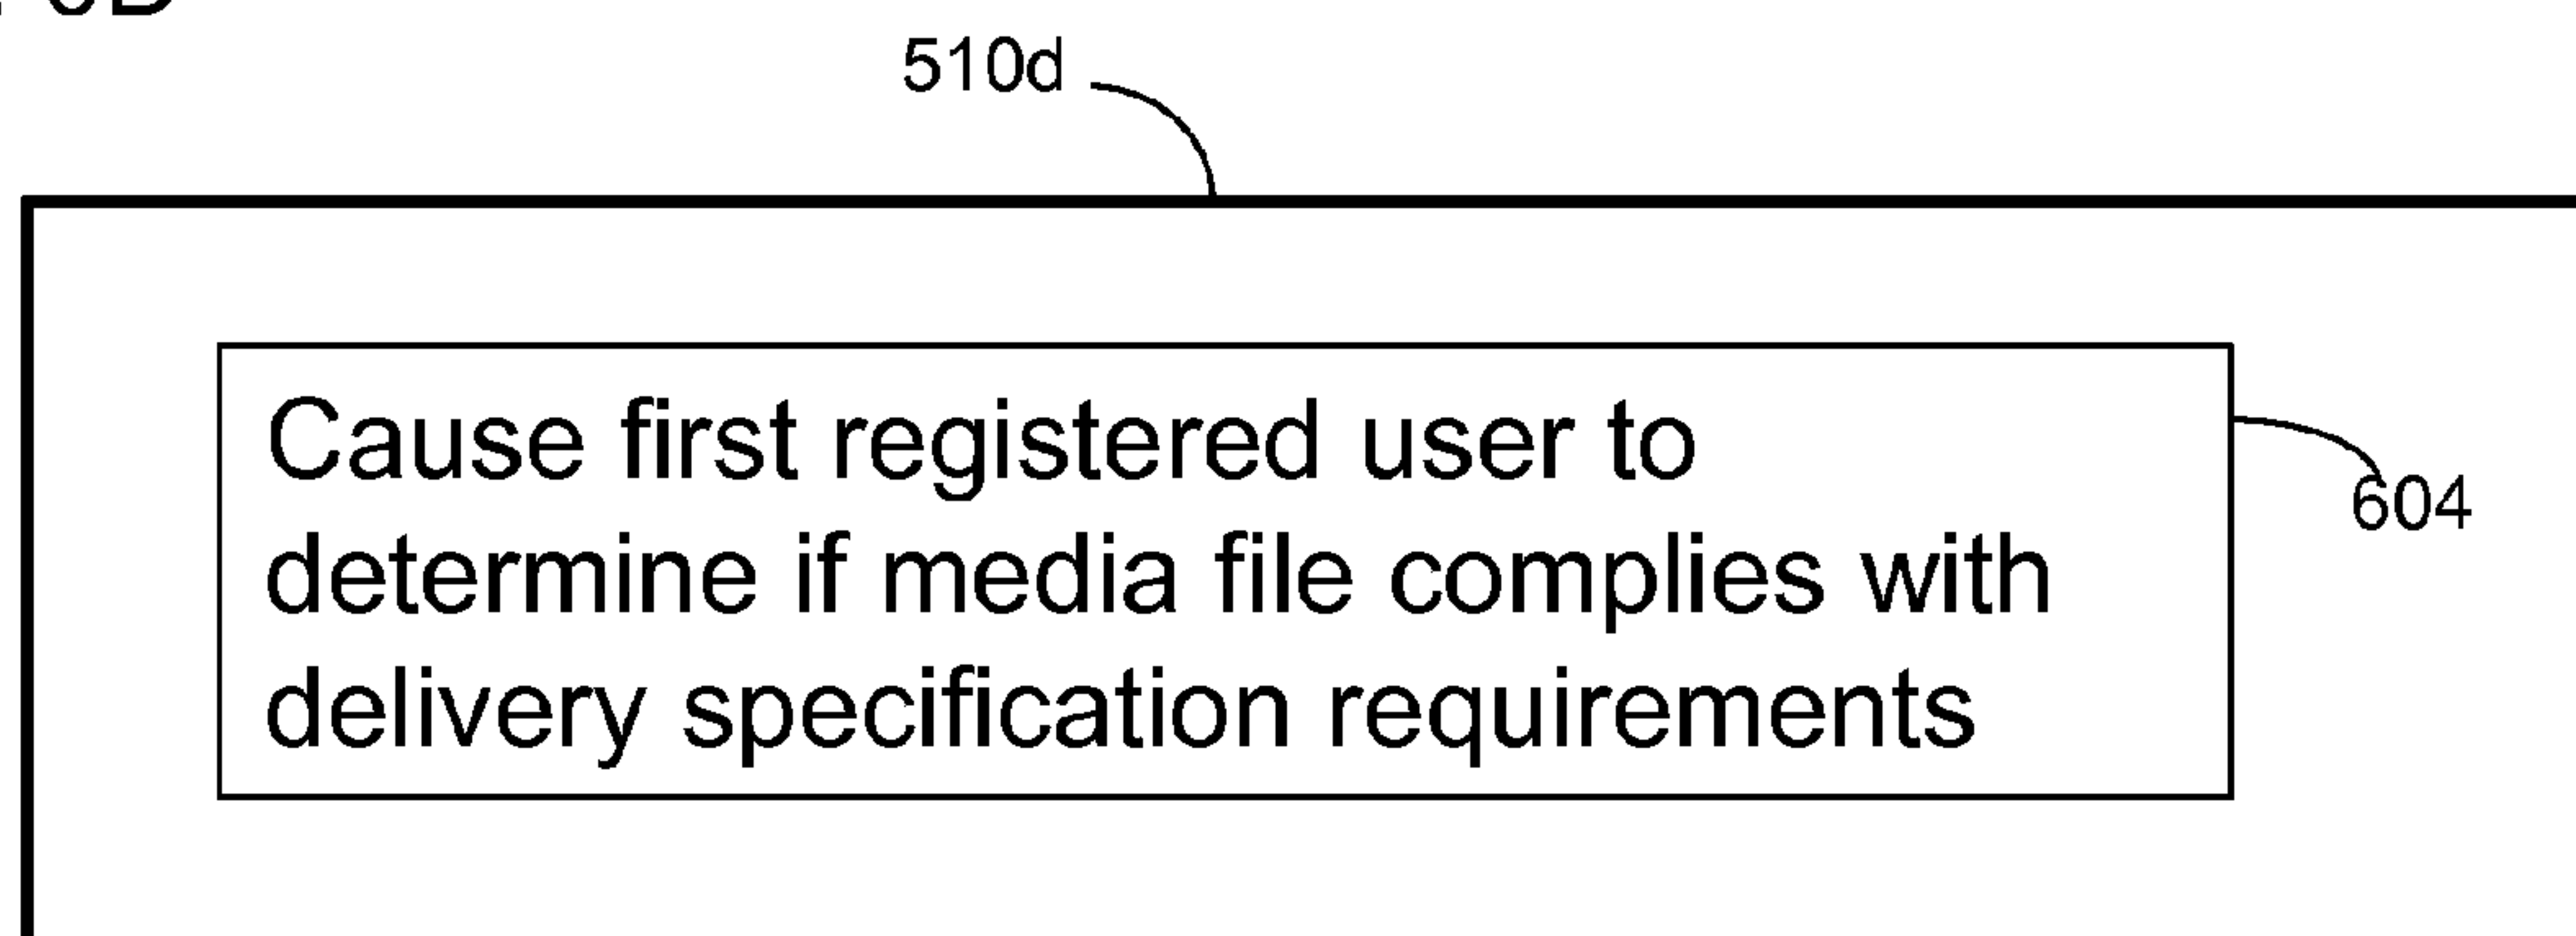 510d
Cause first registered user to
determine if media file complies with
delivery specification requirements
604